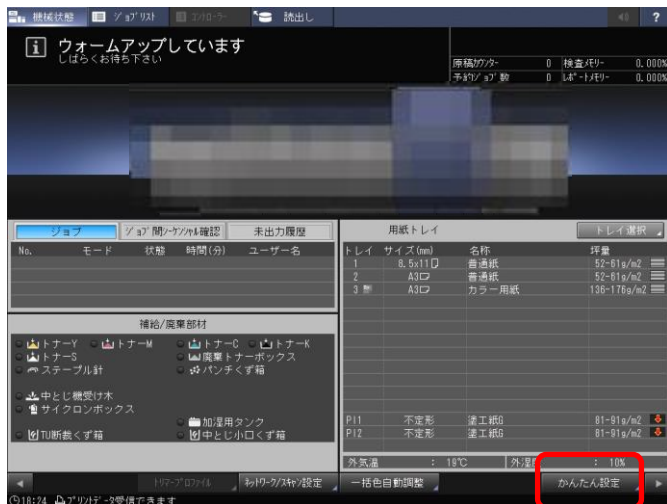 機械状態 ジョブリスト コントローラー 読出し ?
ウォームアップしています
しばらくお待ち下さい
原稿カウンター 0 検査メモリー 0.000%
予約ジョブ数 0 レポートメモリー 0.000%
ジョブ ジョブ間シーケンシャル確認 未出力履歴
No. モード 状態 時間(分) ユーザー名
用紙トレイ トレイ選択
トレイ サイズ(mm) 名称 坪量
1 8.5x11 普通紙 52-61g/m2
2 A3 普通紙 52-61g/m2
3 A3 カラー用紙 136-176g/m2
PI1 不定形 塗工紙G 81-91g/m2
PI2 不定形 塗工紙G 81-91g/m2
補給/廃棄部材
トナーY トナーM トナーC トナーK
トナーS 廃棄トナーボックス
ステープル針 パンチくず箱
中とじ機受け木
サイクロンボックス
加湿用タンク
TU断裁くず箱 中とじ小口くず箱
外気温 : 18℃ 外湿度 : 10%
トリマープロファイル ネットワーク/スキャン設定 一括色自動調整 かんたん設定
18:24 プリントデータ受信できます